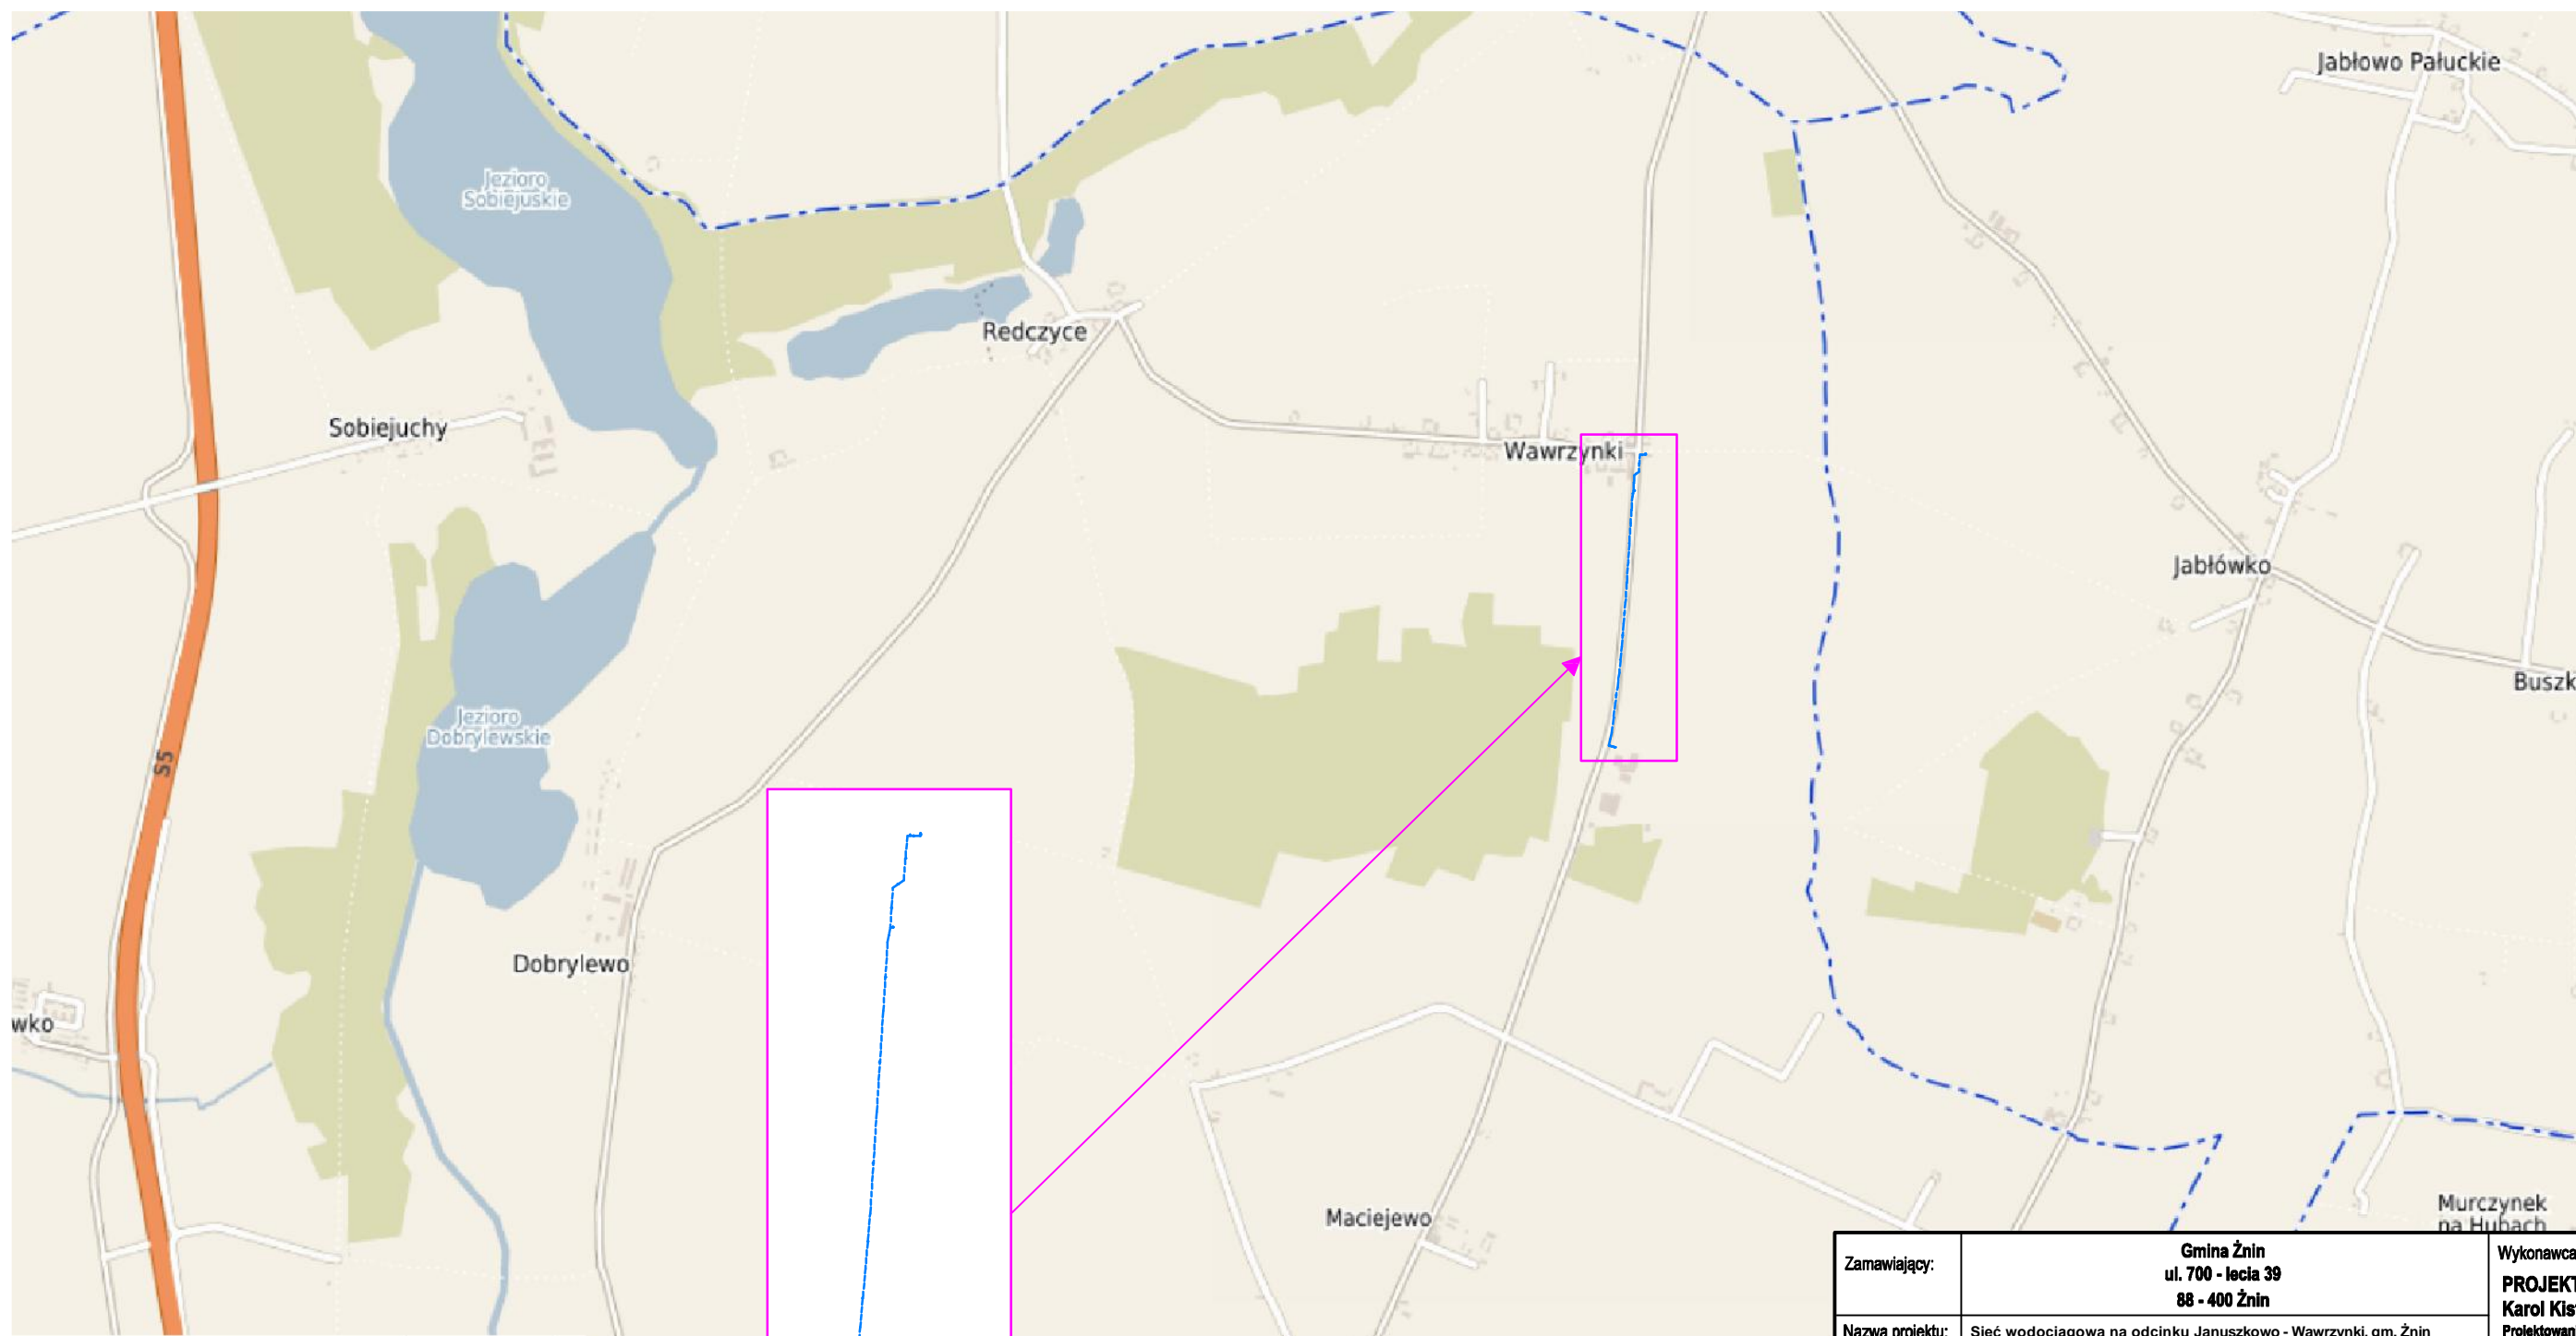 Jabłowo Pałuckie
Jezioro
Sobiejuskie
Redczyce
Sobiejuchy
Wawrzynki
Jabłówko
Buszk
Jezioro
Dobrylewskie
S5
Dobrylewo
wko
Maciejewo
Murczynek
na Hubach
Zamawiający:
Gmina Żnin
ul. 700 - lecia 39
88 - 400 Żnin
Wykonawca
PROJEKT
Karol Kis
Nazwa projektu:
Sieć wodociągowa na odcinku Januszkowo - Wawrzynki, gm. Żnin
Projektowan